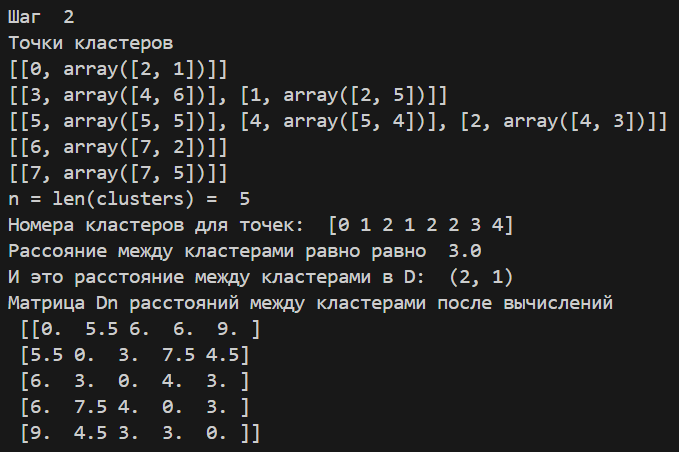 Шаг  2
Точки кластеров
[[0, array([2, 1])]]
[[3, array([4, 6])], [1, array([2, 5])]]
[[5, array([5, 5])], [4, array([5, 4])], [2, array([4, 3])]]
[[6, array([7, 2])]]
[[7, array([7, 5])]]
n = len(clusters) =  5
Номера кластеров для точек:  [0 1 2 1 2 2 3 4]
Рассояние между кластерами равно равно  3.0
И это расстояние между кластерами в D:  (2, 1)
Матрица Dn расстояний между кластерами после вычислений
 [[0.  5.5 6.  6.  9. ]
 [5.5 0.  3.  7.5 4.5]
 [6.  3.  0.  4.  3. ]
 [6.  7.5 4.  0.  3. ]
 [9.  4.5 3.  3.  0. ]]